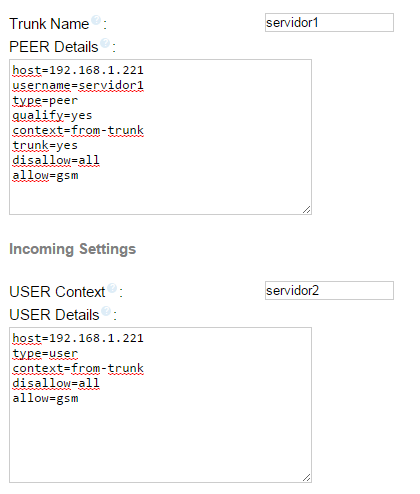 Trunk Name?:
servidor1
PEER Details?:
host=192.168.1.221
username=servidor1
type=peer
qualify=yes
context=from-trunk
trunk=yes
disallow=all
allow=gsm
Incoming Settings
USER Context?:
servidor2
USER Details?:
host=192.168.1.221
type=user
context=from-trunk
disallow=all
allow=gsm